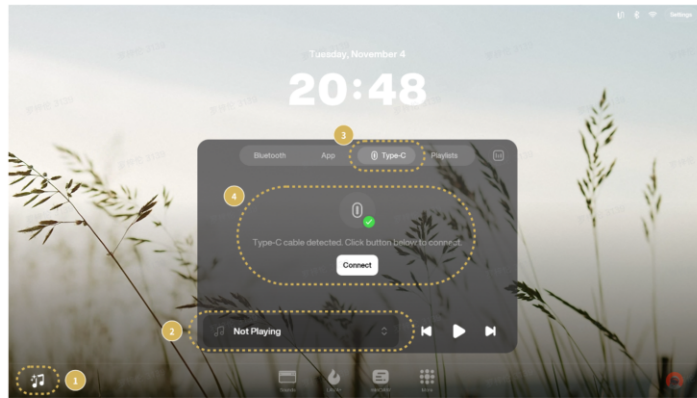 Settings
Tuesday, November 4
20:48
3
Bluetooth
App
Type-C
Playlists
4
Type-C cable detected. Click button below to connect.
Connect
2
Not Playing
1
More